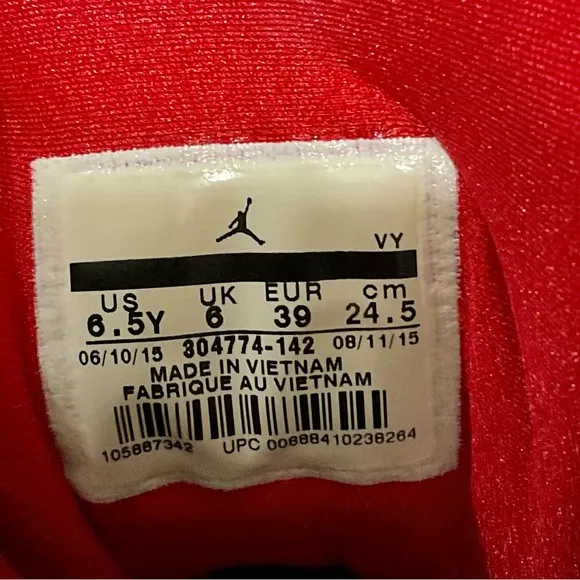 VY
US UK EUR cm
6.5Y 6 39 24.5
06/10/15 304774-142 08/11/15
MADE IN VIETNAM
FABRIQUE AU VIETNAM
105887342 UPC 00888410238264